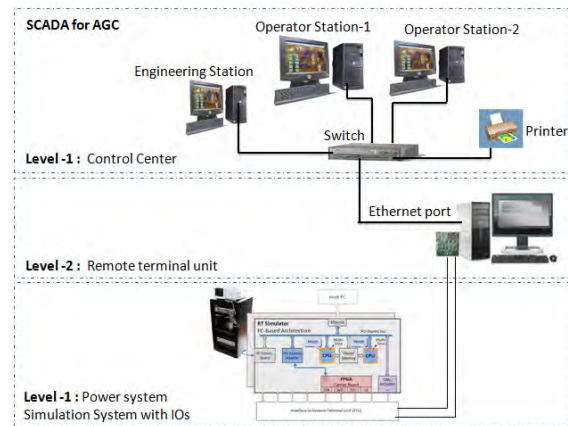 SCADA for AGC
Operator Station-1
Operator Station-2
Engineering Station
Switch
Printer
Level -1 : Control Center
Ethernet port
Level -2 : Remote terminal unit
Host PC
RT Simulator
PC-Based Architecture
CPU
CPU
FPGA
Level -1 : Power system
Simulation System with IOs